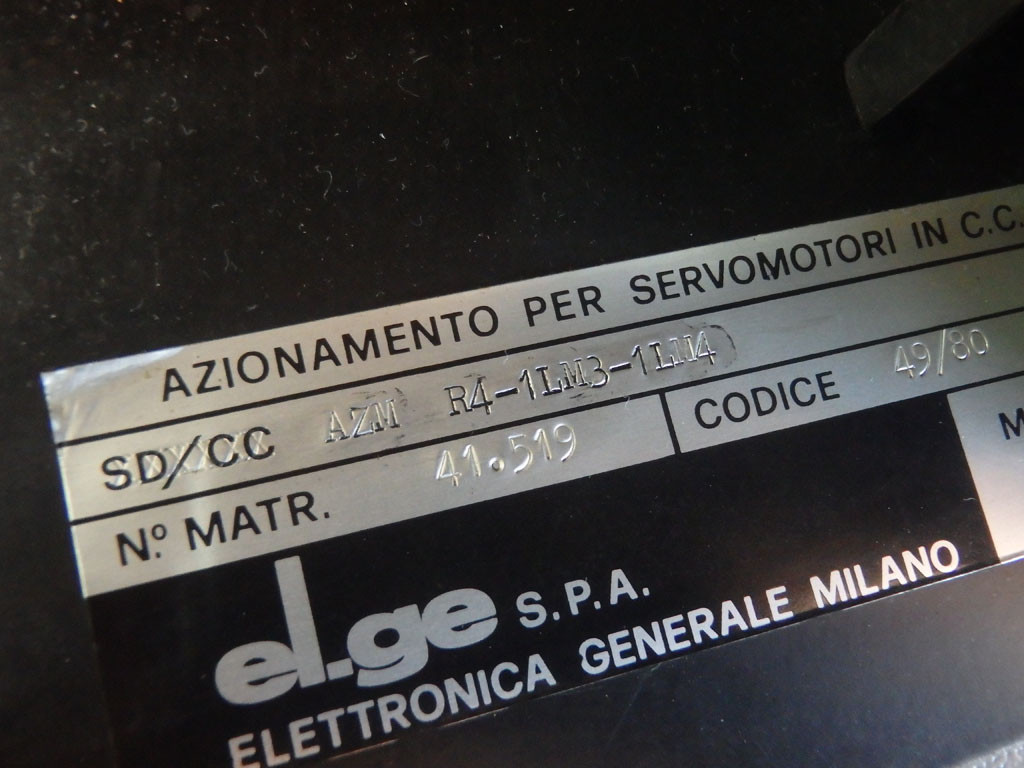 AZIONAMENTO PER SERVOMOTORI IN C.C.
SD/CC AZM R4-1LM3-1LM4
N.º MATR. 41.519 CODICE 49/80
M
el.ge S.P.A.
ELETTRONICA GENERALE MILANO